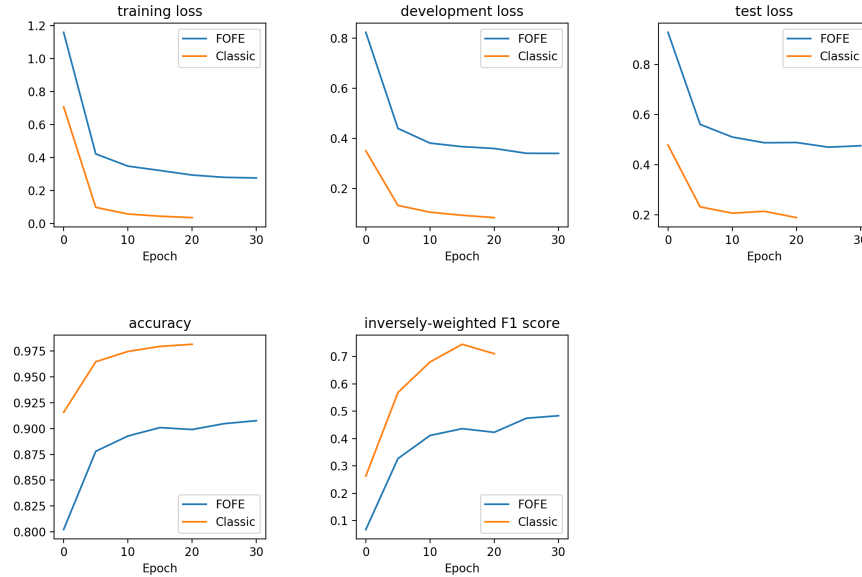 training loss
1.2
1.0
0.8
0.6
0.4
0.2
0.0
FOFE
Classic
0 10 20 30
Epoch
development loss
0.8
0.6
0.4
0.2
FOFE
Classic
0 10 20 30
Epoch
test loss
0.8
0.6
0.4
0.2
FOFE
Classic
0 10 20 30
Epoch
accuracy
0.975
0.950
0.925
0.900
0.875
0.850
0.825
0.800
FOFE
Classic
0 10 20 30
Epoch
inversely-weighted F1 score
0.7
0.6
0.5
0.4
0.3
0.2
0.1
FOFE
Classic
0 10 20 30
Epoch